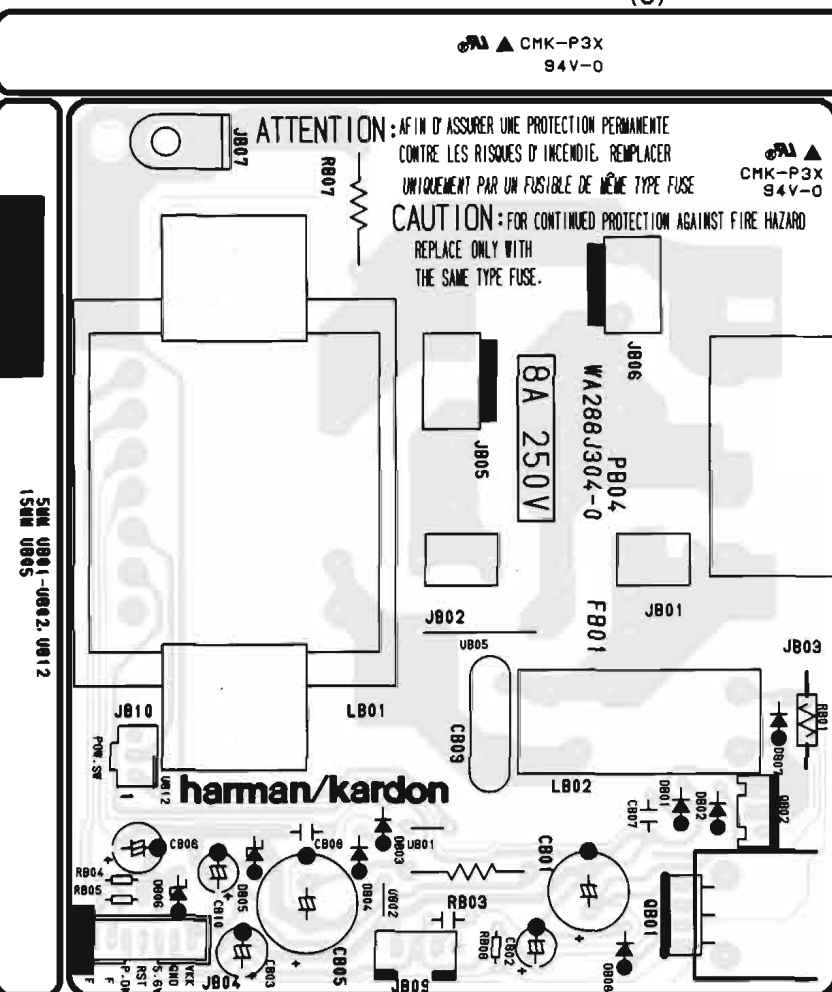 CMK-P3X
94V-0
JB07
ATTENTION: AFIN D'ASSURER UNE PROTECTION PERMANENTE
CONTRE LES RISQUES D'INCENDIE, REMPLACER
UNIQUEMENT PAR UN FUSIBLE DE MÊME TYPE FUSE
CMK-P3X
94V-0
RB07
CAUTION: FOR CONTINUED PROTECTION AGAINST FIRE HAZARD
REPLACE ONLY WITH
THE SAME TYPE FUSE.
JB06
JB05
8A 250V
WA288J304-0
PB04
5MM UB01-UB02, UB12
15MM UB05
JB02
FB01
JB01
UB05
JB03
JB10
LB01
CB09
RB01
POW.SW
UB12
1
DB07
LB02
harman/kardon
DB01
DB02
CB07
QB02
CB06
CB08
DB03
UB01
CB01
RB04
RB05
DB06
DB05
CB10
DB04
UB02
RB03
QB01
CB05
RB08
CB02
CB03
JB04
JB09
F
F
RST
5.6V
GND
VKK